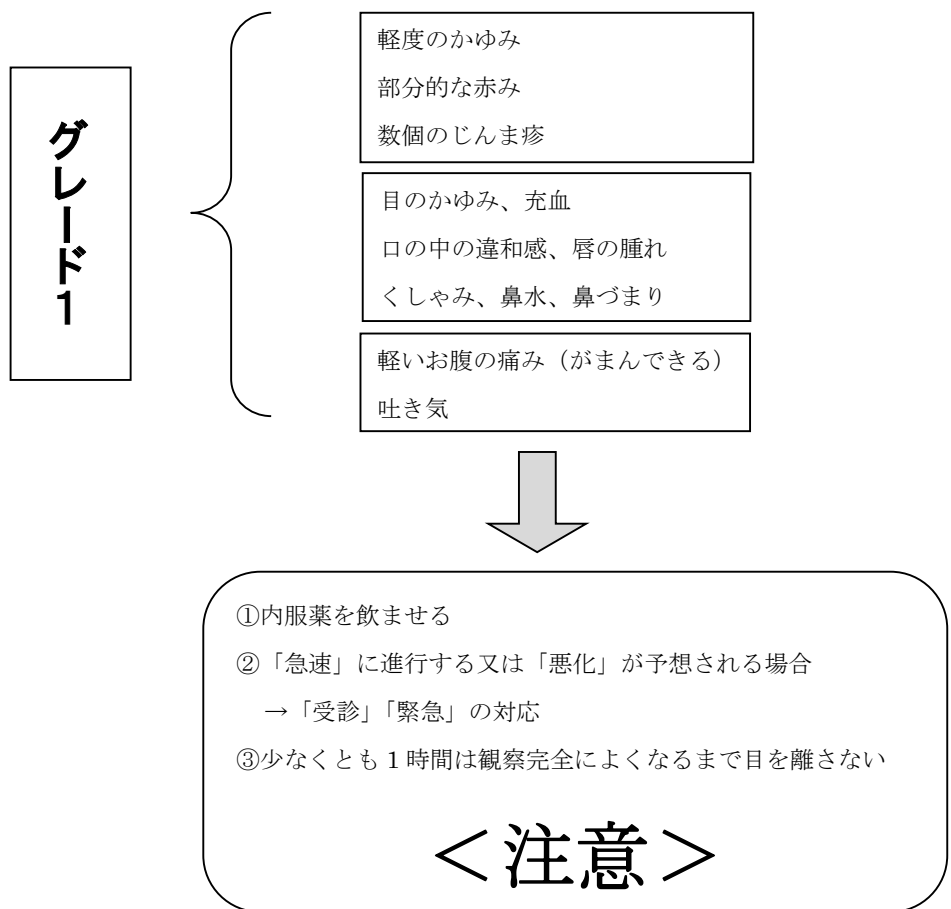 グレード1
軽度のかゆみ
部分的な赤み
数個のじんま疹
目のかゆみ、充血
口の中の違和感、唇の腫れ
くしゃみ、鼻水、鼻づまり
軽いお腹の痛み（がまんできる）
吐き気
①内服薬を飲ませる
②「急速」に進行する又は「悪化」が予想される場合
→「受診」「緊急」の対応
③少なくとも 1 時間は観察完全によくなるまで目を離さない
＜注意＞